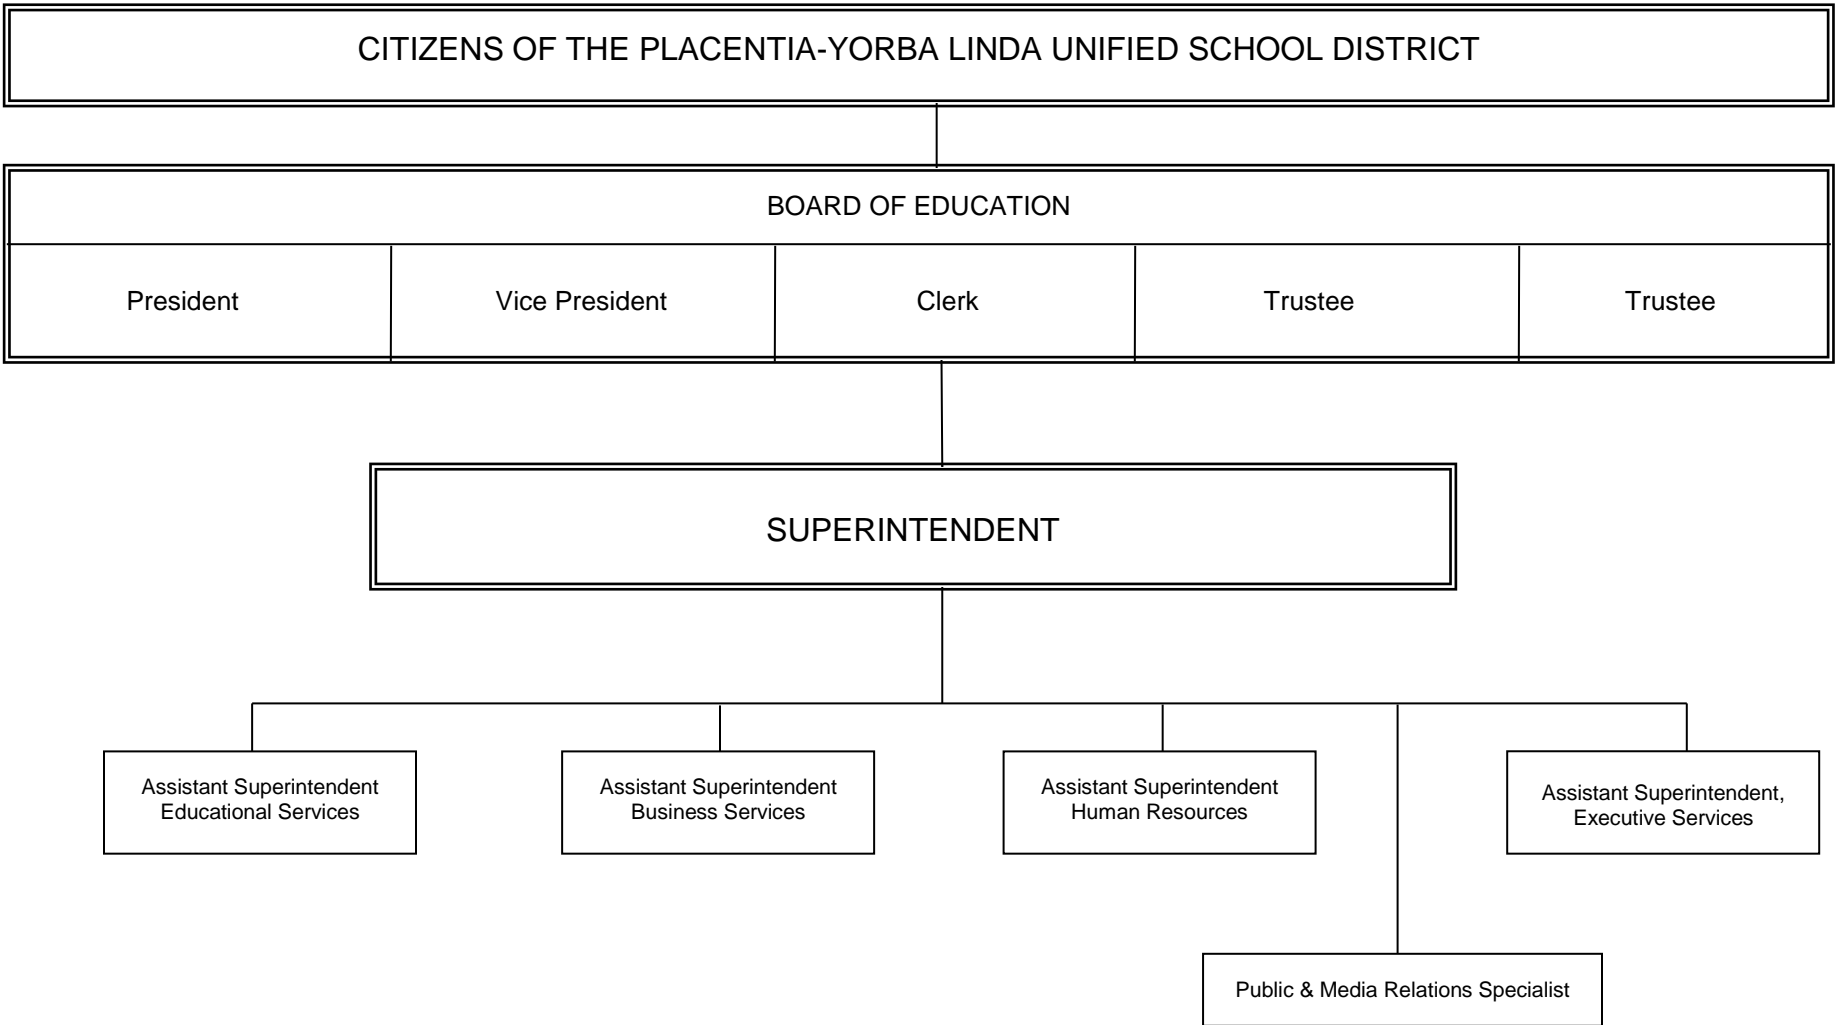 CITIZENS OF THE PLACENTIA-YORBA LINDA UNIFIED SCHOOL DISTRICT
BOARD OF EDUCATION
President
Vice President
Clerk
Trustee
Trustee
SUPERINTENDENT
Assistant Superintendent
Educational Services
Assistant Superintendent
Business Services
Assistant Superintendent
Human Resources
Assistant Superintendent,
Executive Services
Public & Media Relations Specialist